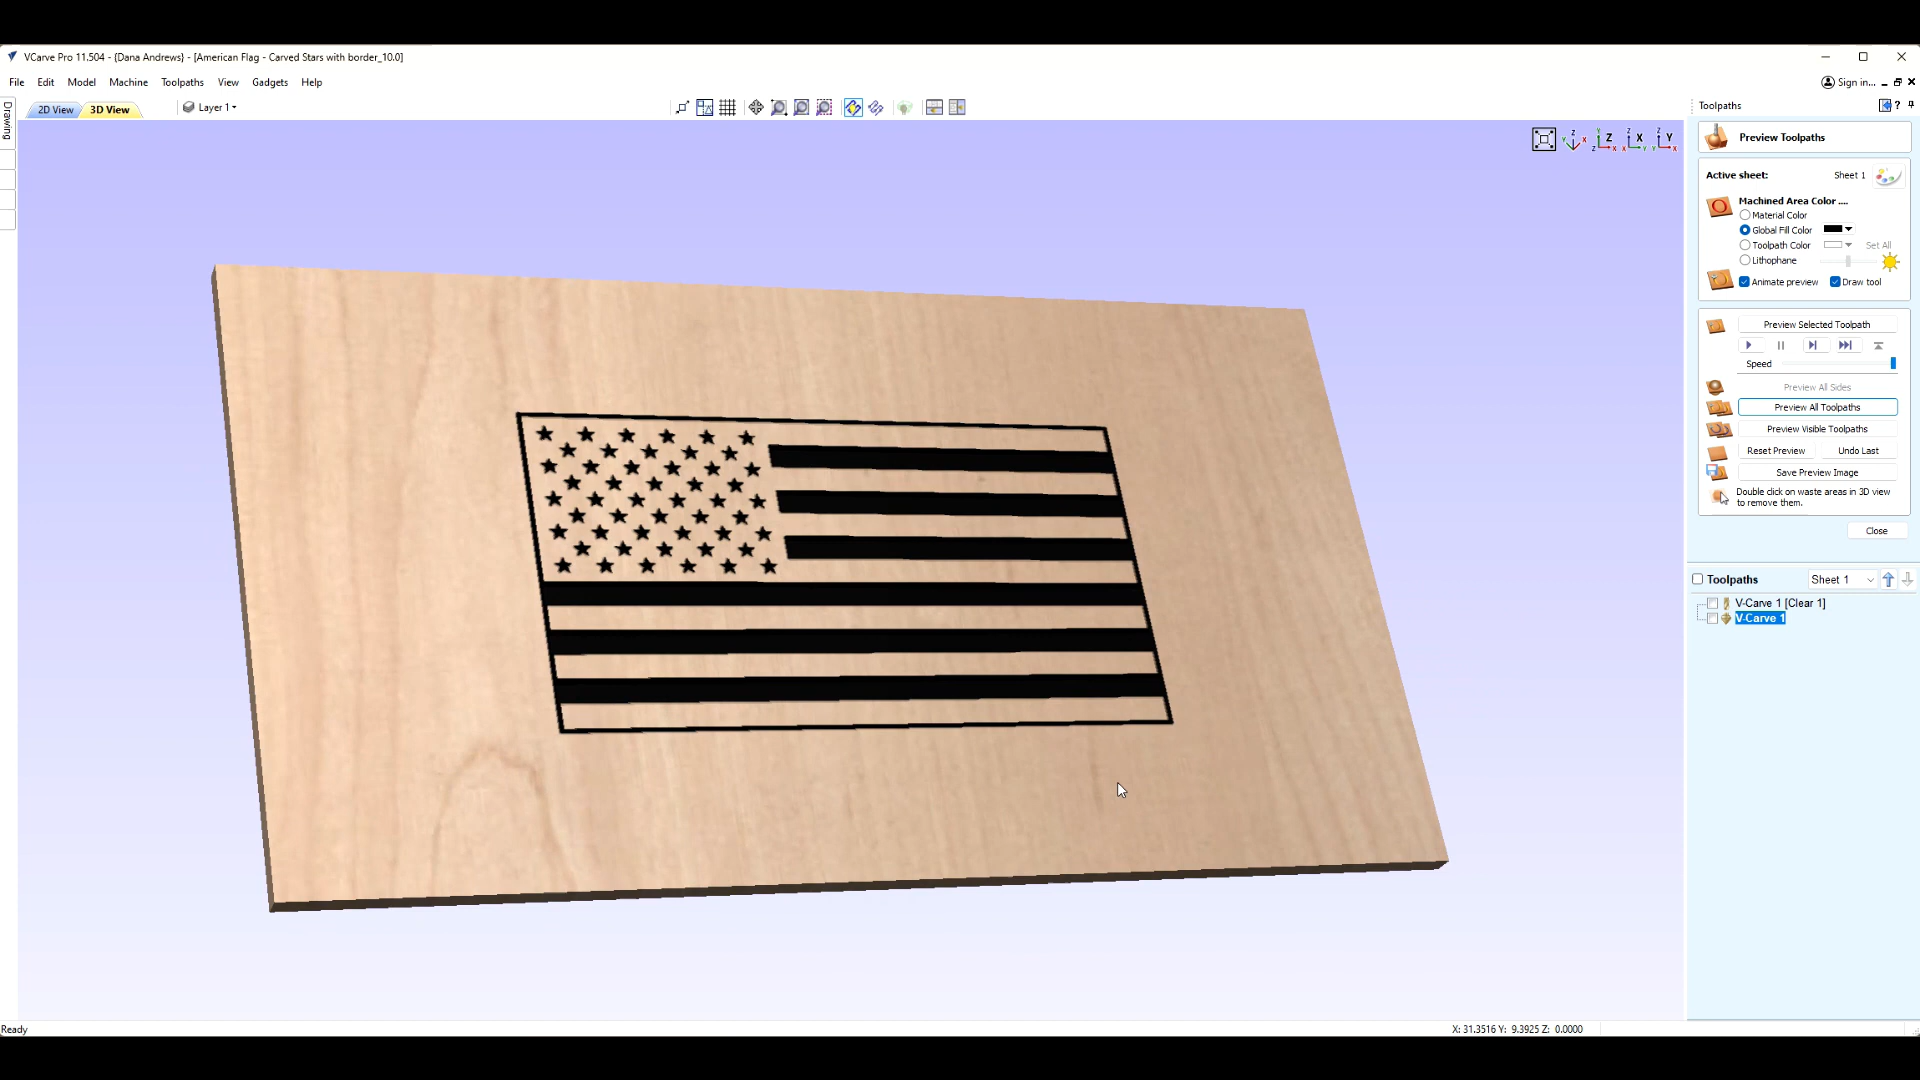 VCarve Pro 11.504 - {Dana Andrews} - [American Flag - Carved Stars with border_10.0]
File Edit Model Machine Toolpaths View Gadgets Help
Sign in...
Drawing
2D View 3D View Layer 1
Toolpaths
Z Y X
Y Z X
Z X Y
Z Y X
Preview Toolpaths
Active sheet: Sheet 1
Machined Area Color ....
Material Color
Global Fill Color
Toolpath Color Set All
Lithophane
Animate preview Draw tool
Preview Selected Toolpath
Speed
Preview All Sides
Preview All Toolpaths
Preview Visible Toolpaths
Reset Preview Undo Last
Save Preview Image
Double click on waste areas in 3D view
to remove them.
Close
Toolpaths Sheet 1
V-Carve 1 [Clear 1]
V-Carve 1
Ready
X: 31.3516 Y: 9.3925 Z: 0.0000